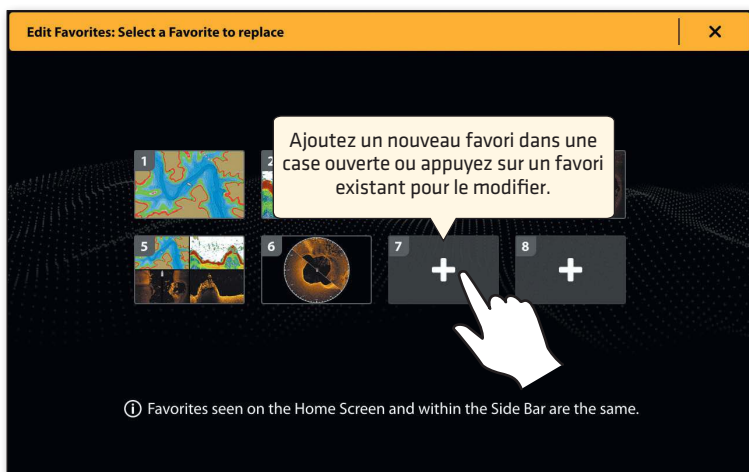 Edit Favorites: Select a Favorite to replace
Ajoutez un nouveau favori dans une
case ouverte ou appuyez sur un favori
existant pour le modifier.
1
2
5
6
7
8
Favorites seen on the Home Screen and within the Side Bar are the same.